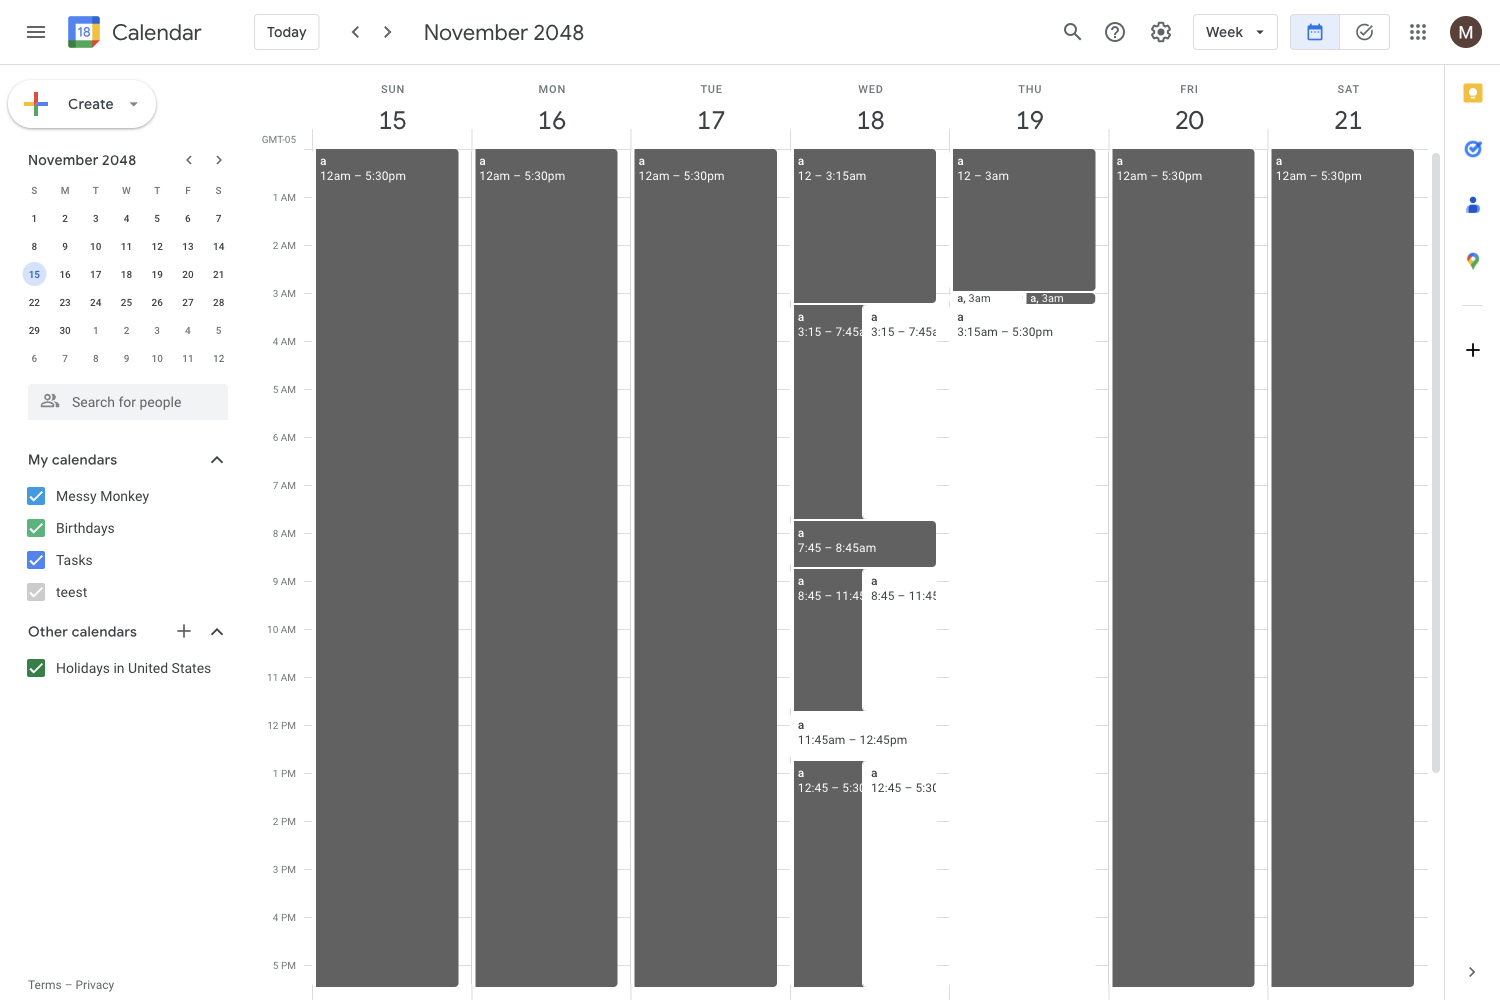 18 Calendar
Today
November 2048
Week
M
Create
November 2048
S M T W T F S
1 2 3 4 5 6 7
8 9 10 11 12 13 14
15 16 17 18 19 20 21
22 23 24 25 26 27 28
29 30 1 2 3 4 5
6 7 8 9 10 11 12
Search for people
My calendars
Messy Monkey
Birthdays
Tasks
teest
Other calendars
Holidays in United States
Terms – Privacy
GMT-05
SUN MON TUE WED THU FRI SAT
15 16 17 18 19 20 21
1 AM
2 AM
3 AM
4 AM
5 AM
6 AM
7 AM
8 AM
9 AM
10 AM
11 AM
12 PM
1 PM
2 PM
3 PM
4 PM
5 PM
a
12am – 5:30pm
a
12am – 5:30pm
a
12am – 5:30pm
a
12 – 3:15am
a
3:15 – 7:45a
a
3:15 – 7:45a
a
7:45 – 8:45am
a
8:45 – 11:45
a
8:45 – 11:45
a
11:45am – 12:45pm
a
12:45 – 5:30
a
12:45 – 5:30
a
12 – 3am
a, 3am
a, 3am
a
3:15am – 5:30pm
a
12am – 5:30pm
a
12am – 5:30pm